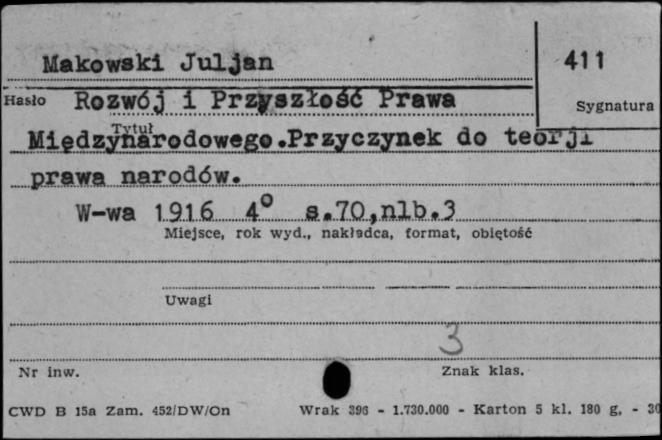 Makowski Juljan
411
Hasło Rozwój i Przyszłość Prawa
Sygnatura
Tytuł
Międzynarodowego.Przyczynek do teorji
prawa narodów.
W-wa 1916 4° s.70,nlb.3
Miejsce, rok wyd., nakładca, format, objętość
Uwagi
3
Nr inw.
Znak klas.
CWD B 15a Zam. 452/DW/On Wrak 396 - 1.730.000 - Karton 5 kl. 180 g, - 30